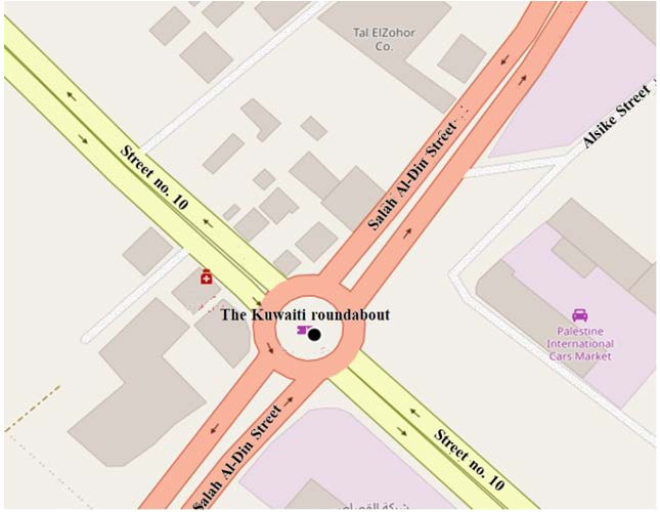 Tal ElZohor
Co.
Salah Al-Din Street
Alsike Street
Street no. 10
The Kuwaiti roundabout
Palestine
International
Cars Market
Salah Al-Din Street
Street no. 10
شركة